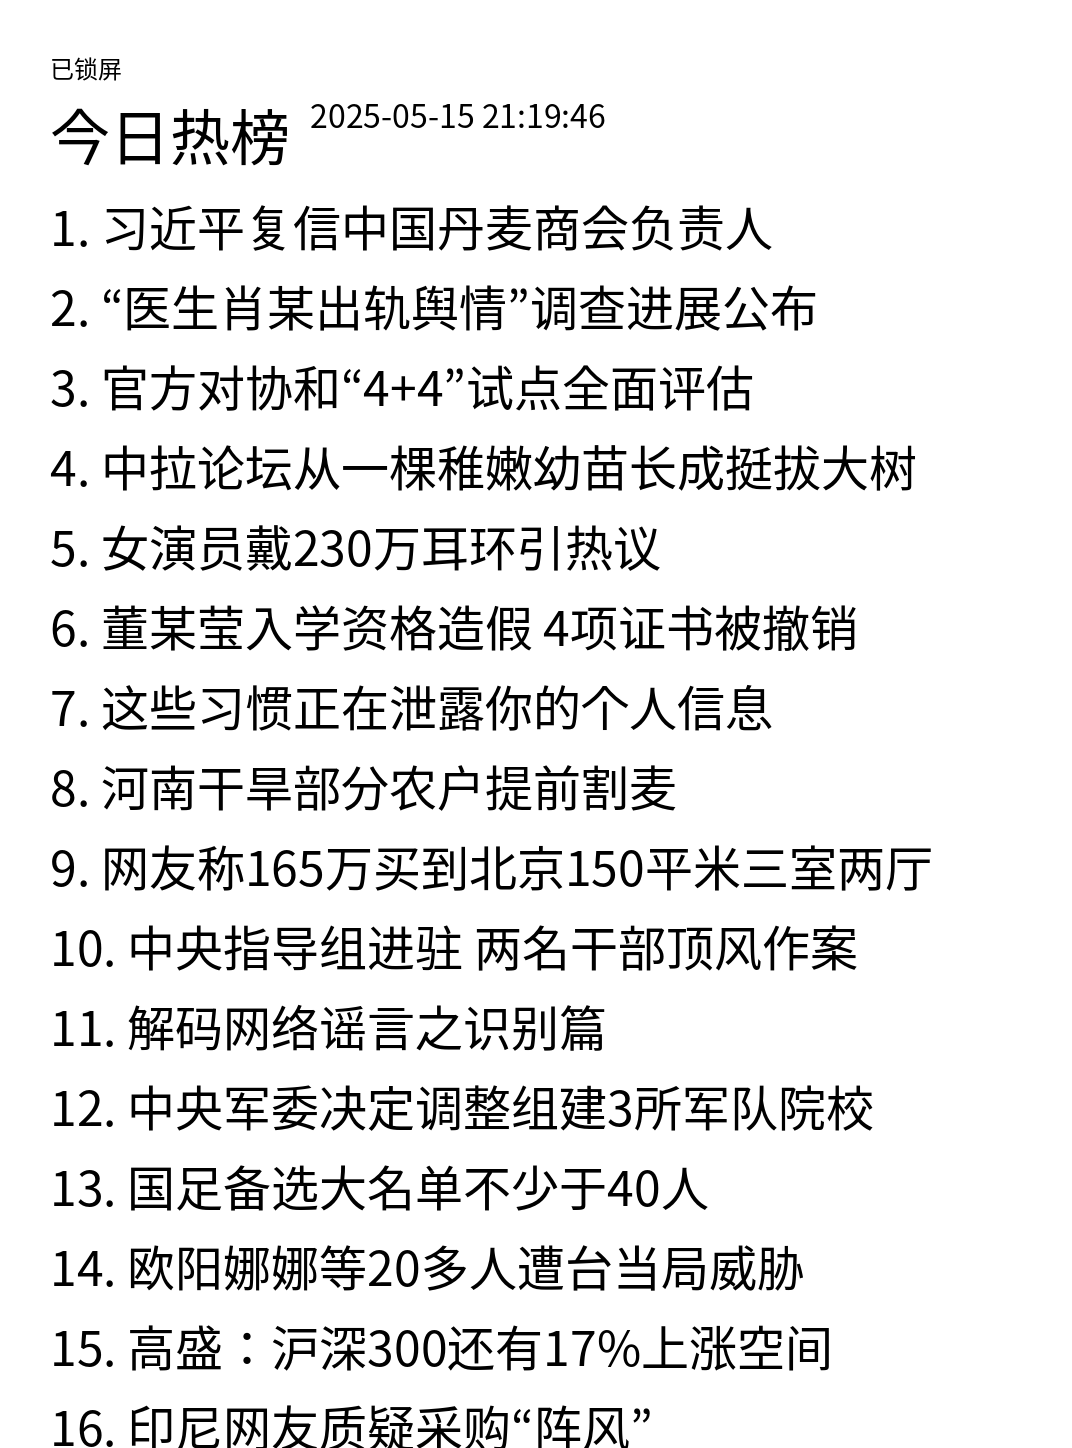 已锁屏
今日热榜 2025-05-15 21:19:46
1. 习近平复信中国丹麦商会负责人
2. “医生肖某出轨舆情”调查进展公布
3. 官方对协和“4+4”试点全面评估
4. 中拉论坛从一棵稚嫩幼苗长成挺拔大树
5. 女演员戴230万耳环引热议
6. 董某莹入学资格造假 4项证书被撤销
7. 这些习惯正在泄露你的个人信息
8. 河南干旱部分农户提前割麦
9. 网友称165万买到北京150平米三室两厅
10. 中央指导组进驻 两名干部顶风作案
11. 解码网络谣言之识别篇
12. 中央军委决定调整组建3所军队院校
13. 国足备选大名单不少于40人
14. 欧阳娜娜等20多人遭台当局威胁
15. 高盛：沪深300还有17%上涨空间
16. 印尼网友质疑采购“阵风”